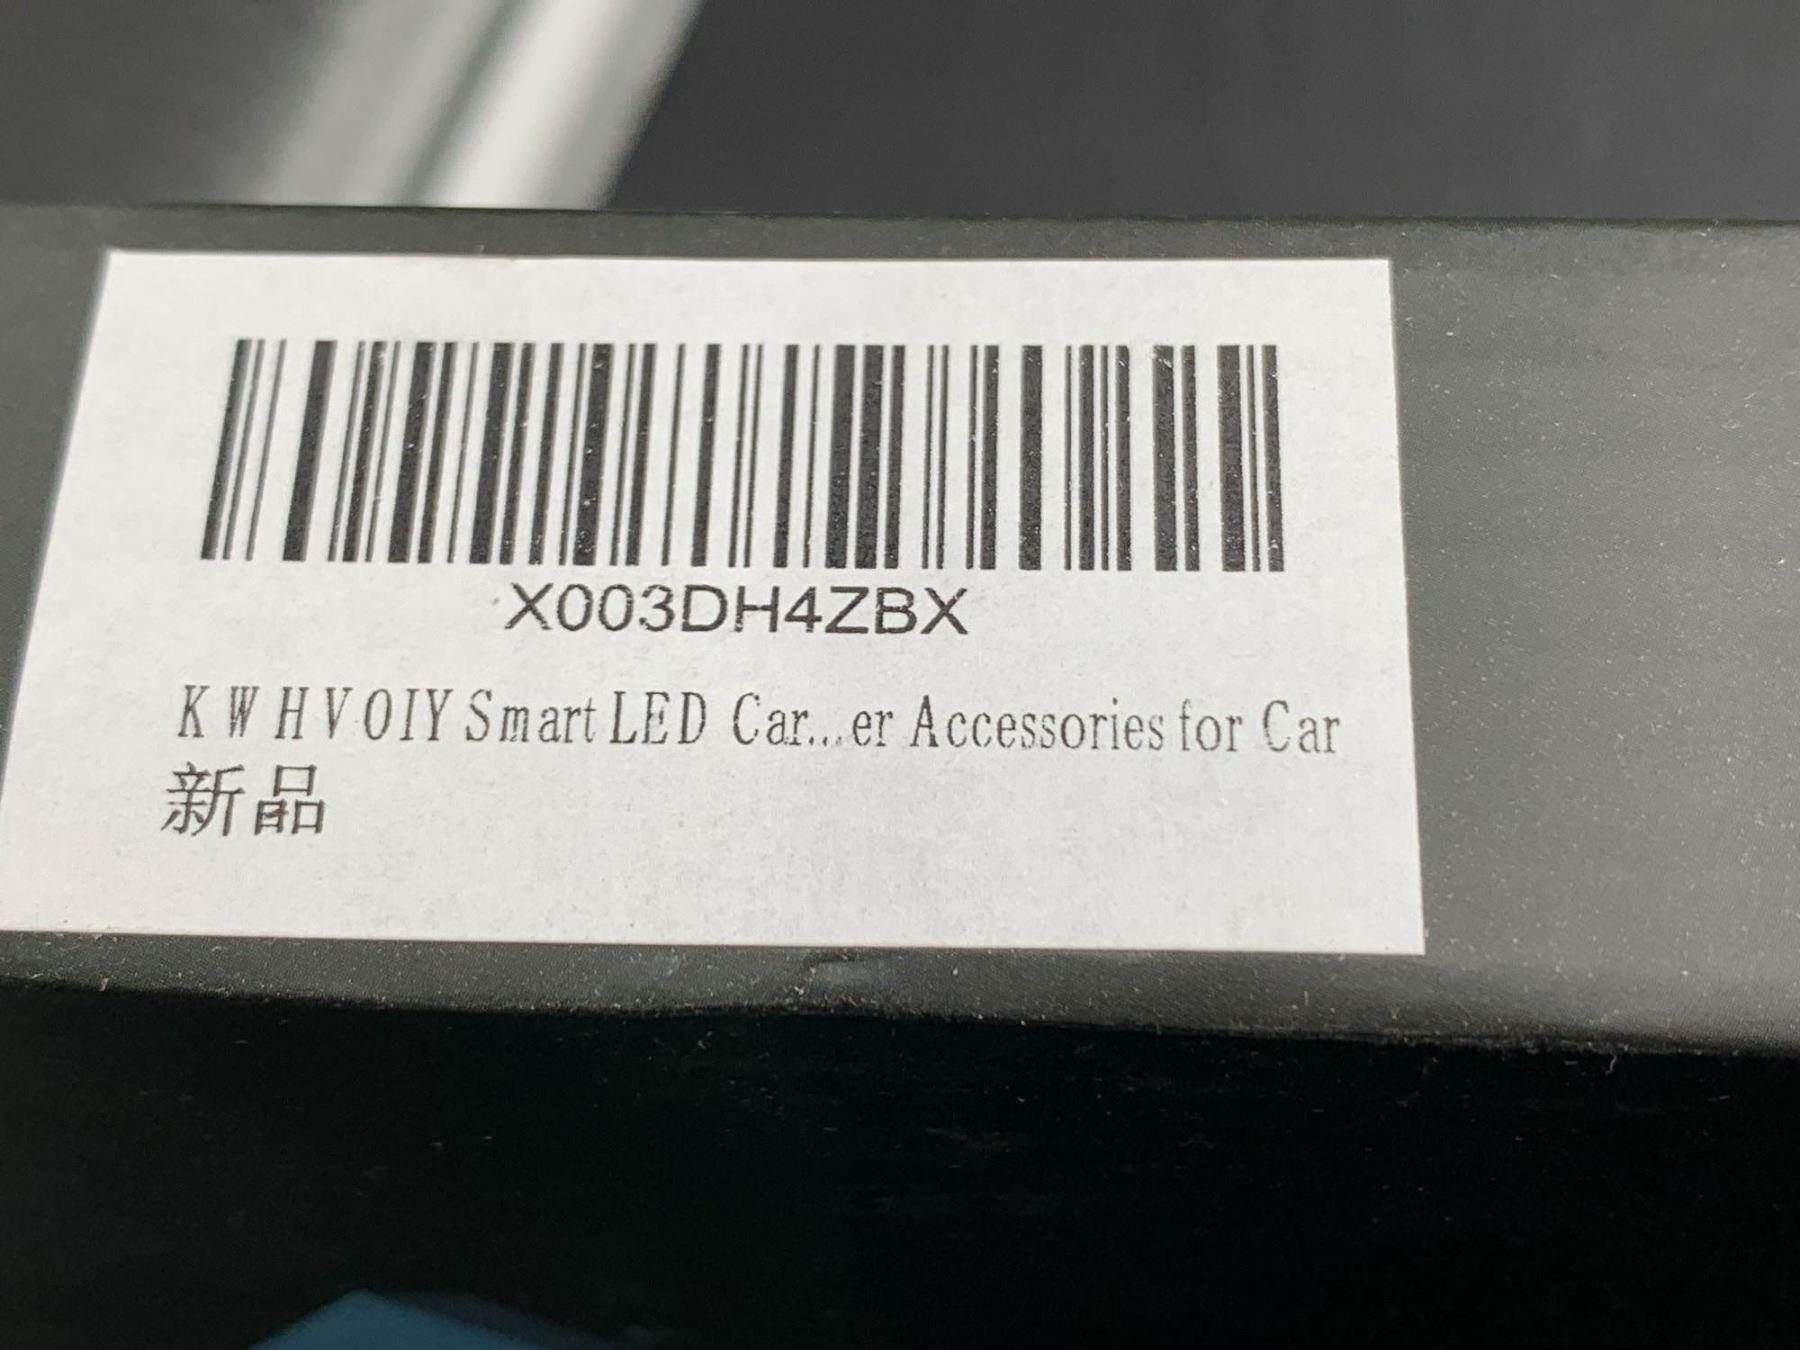 X003DH4ZBX
KWHVOIY Smart LED Car...er Accessories for Car
新品